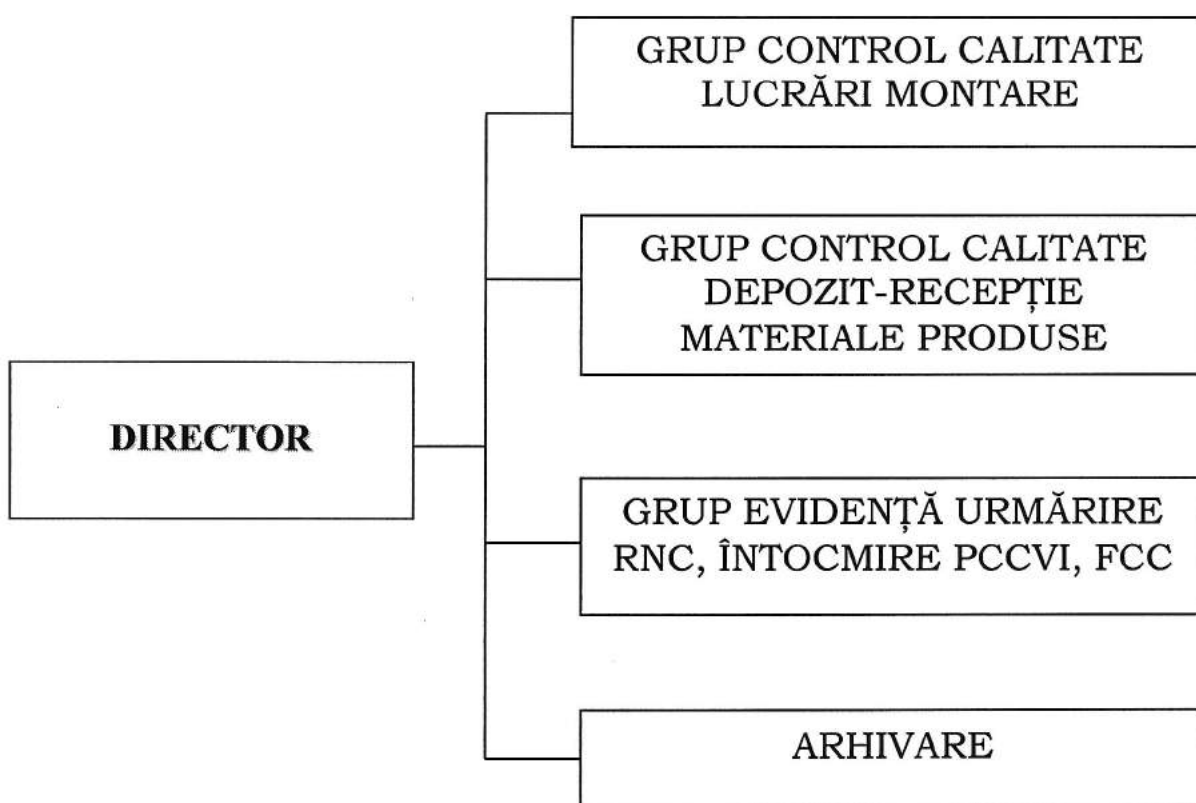 GRUP CONTROL CALITATE
LUCRĂRI MONTARE
GRUP CONTROL CALITATE
DEPOZIT-RECEPȚIE
MATERIALE PRODUSE
DIRECTOR
GRUP EVIDENȚĂ URMĂRIRE
RNC, ÎNTOCMIRE PCCVI, FCC
ARHIVARE